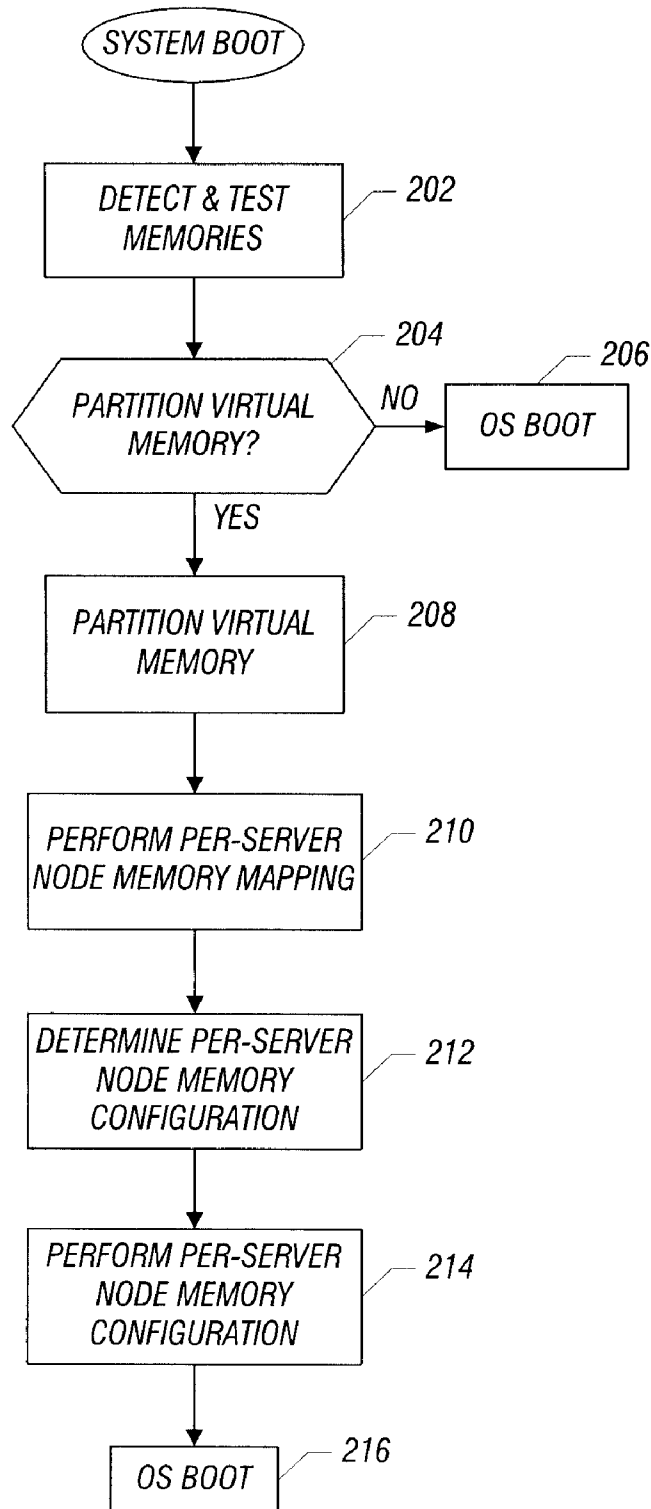 SYSTEM BOOT
DETECT & TEST
MEMORIES
202
204
PARTITION VIRTUAL
MEMORY?
NO
206
OS BOOT
YES
PARTITION VIRTUAL
MEMORY
208
PERFORM PER-SERVER
NODE MEMORY MAPPING
210
DETERMINE PER-SERVER
NODE MEMORY
CONFIGURATION
212
PERFORM PER-SERVER
NODE MEMORY
CONFIGURATION
214
OS BOOT
216